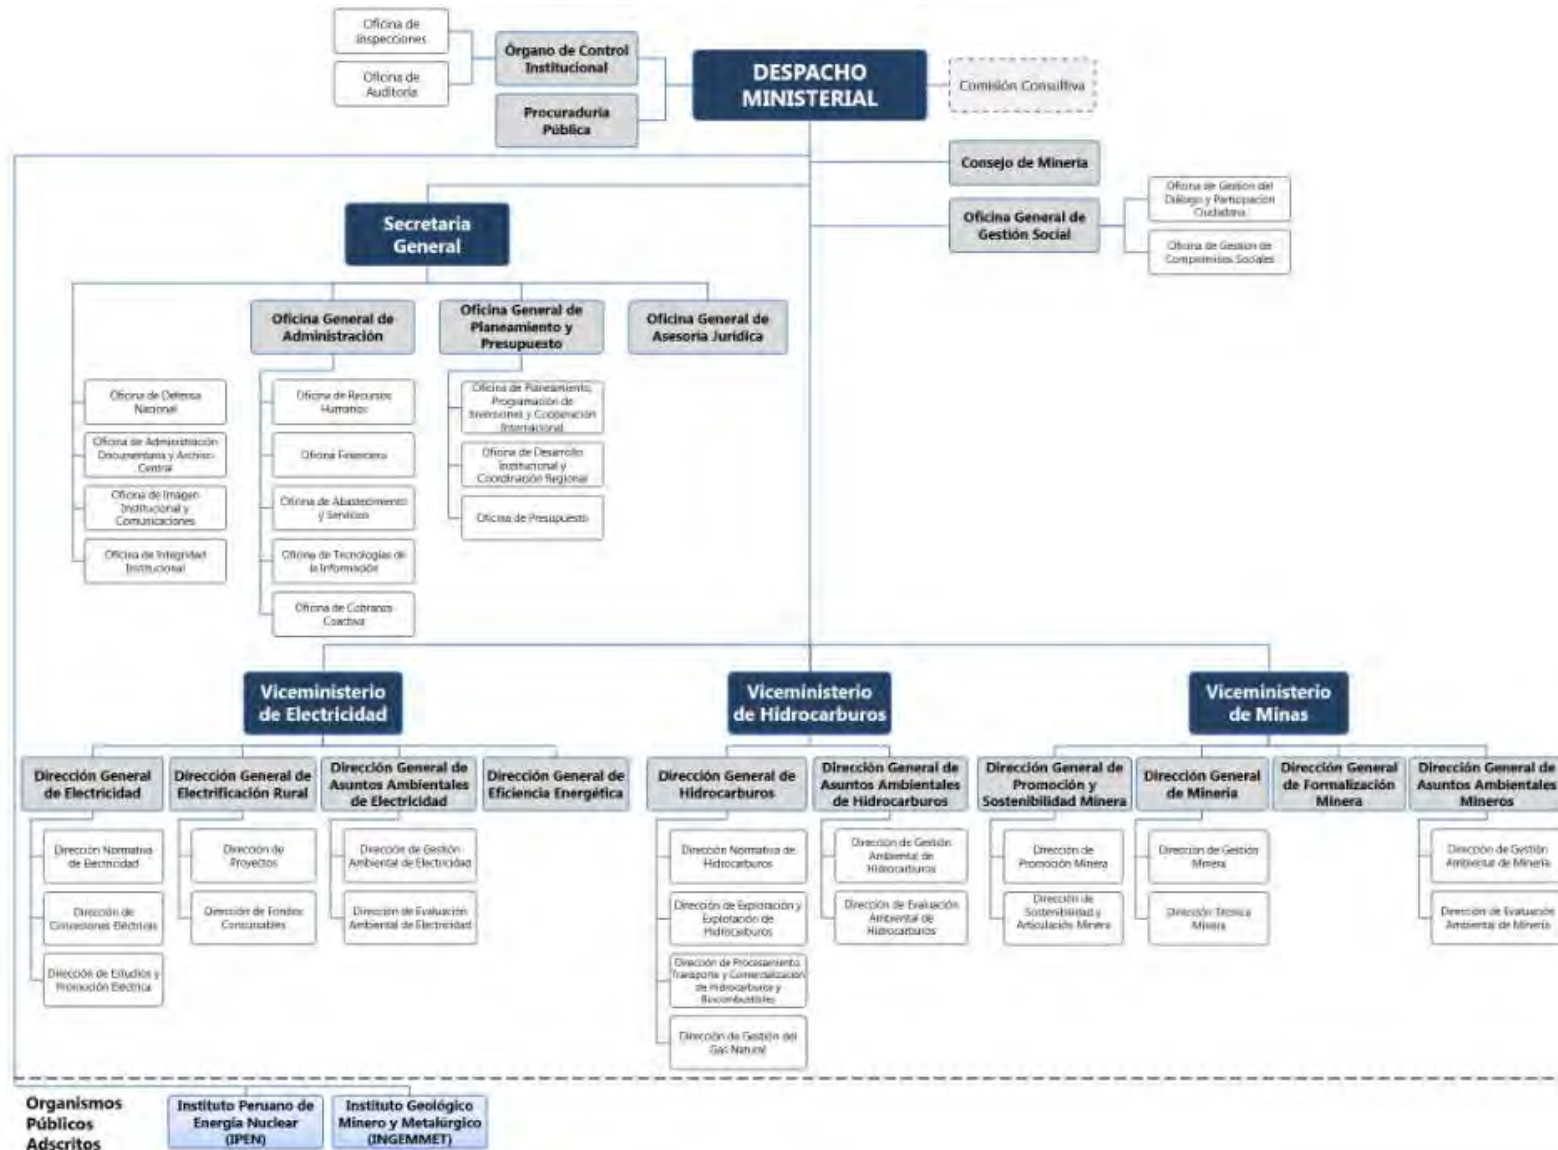 Oficina de
Inspecciones
Oficina de
Auditoría
Órgano de Control
Institucional
Procuraduría
Pública
DESPACHO
MINISTERIAL
Comisión Consultiva
Consejo de Minería
Oficina General de
Gestión Social
Oficina de Gestión del
Diálogo y Participación
Ciudadana
Oficina de Gestión de
Compromisos Sociales
Secretaría
General
Oficina General de
Administración
Oficina General de
Planeamiento y
Presupuesto
Oficina General de
Asesoría Jurídica
Oficina de Defensa
Nacional
Oficina de Administración
Documentaria y Archivo
Central
Oficina de Imagen
Institucional y
Comunicaciones
Oficina de Integridad
Institucional
Oficina de Recursos
Humanos
Oficina Financiera
Oficina de Abastecimiento
y Servicios
Oficina de Tecnologías de
la Información
Oficina de Cobranza
Coactiva
Oficina de Planeamiento,
Programación de
Inversiones y Cooperación
Internacional
Oficina de Desarrollo
Institucional y
Coordinación Regional
Oficina de Presupuesto
Viceministerio
de Electricidad
Viceministerio
de Hidrocarburos
Viceministerio
de Minas
Dirección General
de Electricidad
Dirección General de
Electrificación Rural
Dirección General de
Asuntos Ambientales
de Electricidad
Dirección General de
Eficiencia Energética
Dirección General de
Hidrocarburos
Dirección General de
Asuntos Ambientales
de Hidrocarburos
Dirección General de
Promoción y
Sostenibilidad Minera
Dirección General
de Minería
Dirección General
de Formalización
Minera
Dirección General de
Asuntos Ambientales
Mineros
Dirección Normativa
de Electricidad
Dirección de
Concesiones Eléctricas
Dirección de Estudios y
Promoción Eléctrica
Dirección de
Proyectos
Dirección de Fondos
Concursables
Dirección de Gestión
Ambiental de Electricidad
Dirección de Evaluación
Ambiental de Electricidad
Dirección Normativa de
Hidrocarburos
Dirección de Exploración y
Explotación de
Hidrocarburos
Dirección de Procesamiento,
Transporte y Comercialización
de Hidrocarburos y
Biocombustibles
Dirección de Gestión del
Gas Natural
Dirección de Gestión
Ambiental de
Hidrocarburos
Dirección de Evaluación
Ambiental de
Hidrocarburos
Dirección de
Promoción Minera
Dirección de
Sostenibilidad y
Articulación Minera
Dirección de Gestión
Minera
Dirección Técnica
Minera
Dirección de Gestión
Ambiental de Minería
Dirección de Evaluación
Ambiental de Minería
Organismos
Públicos
Adscritos
Instituto Peruano de
Energía Nuclear
(IPEN)
Instituto Geológico
Minero y Metalúrgico
(INGEMMET)